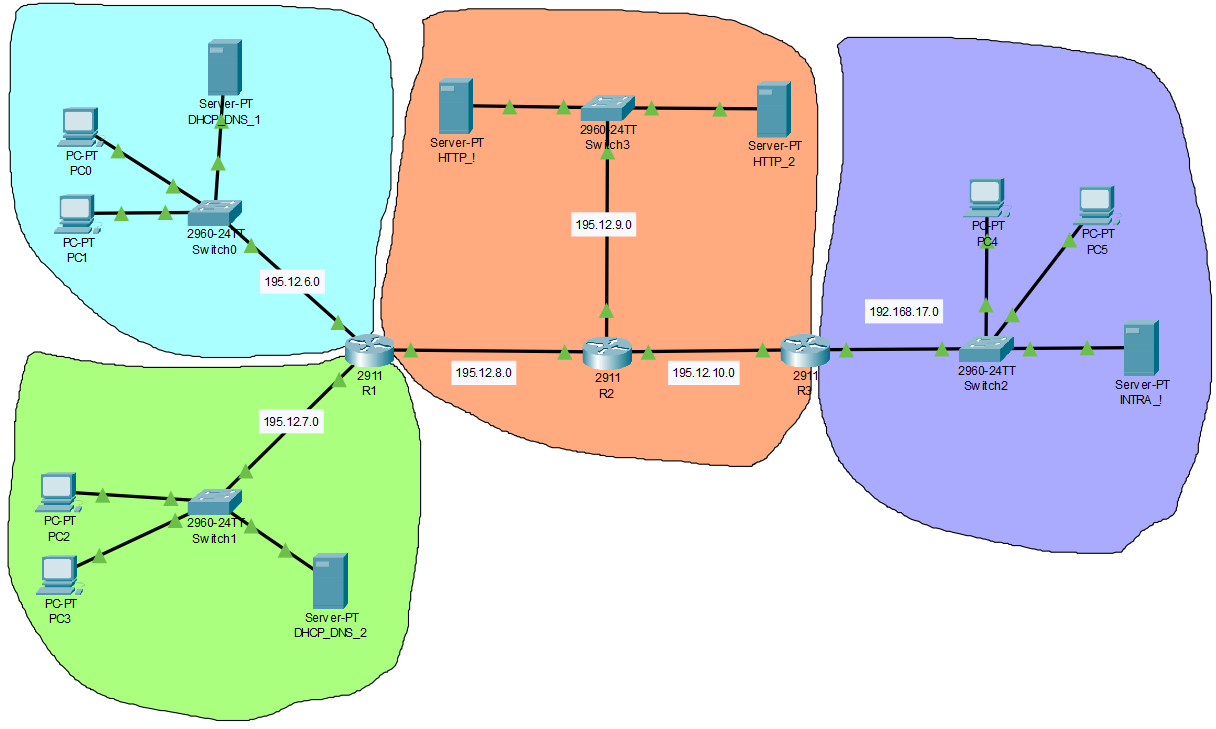 Server-PT
DHCP_DNS_1
PC-PT
PC0
PC-PT
PC1
2960-24TT
Switch0
195.12.6.0
Server-PT
HTTP_!
2960-24TT
Switch3
Server-PT
HTTP_2
195.12.9.0
PC-PT
PC4
PC-PT
PC5
192.168.17.0
2960-24TT
Switch2
Server-PT
INTRA_!
2911
R1
195.12.8.0
2911
R2
195.12.10.0
2911
R3
195.12.7.0
PC-PT
PC2
2960-24TT
Switch1
PC-PT
PC3
Server-PT
DHCP_DNS_2